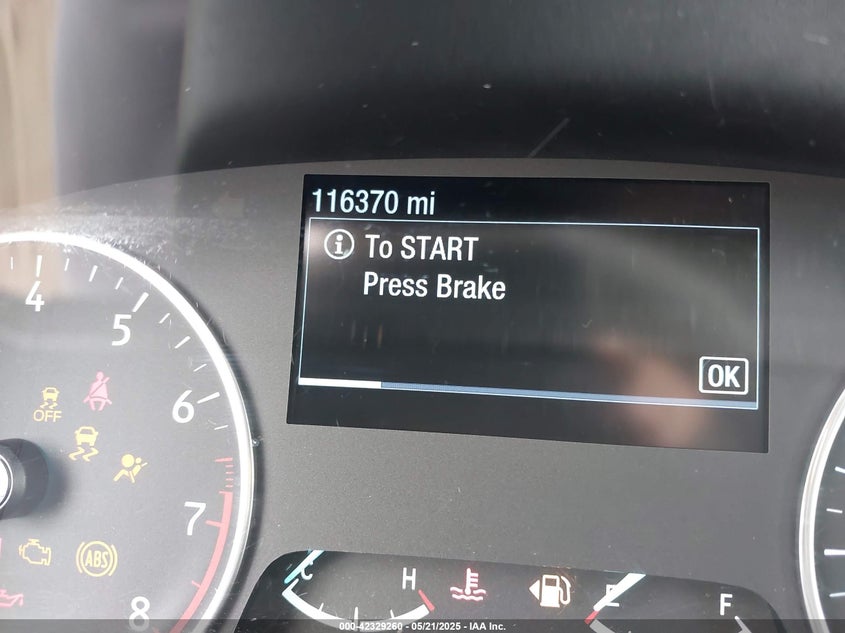 116370 mi
i To START
Press Brake
OK
4
5
6
7
8
OFF
ABS
C
H
E
F
000-42329260 - 05/21/2025 - IAA Inc.